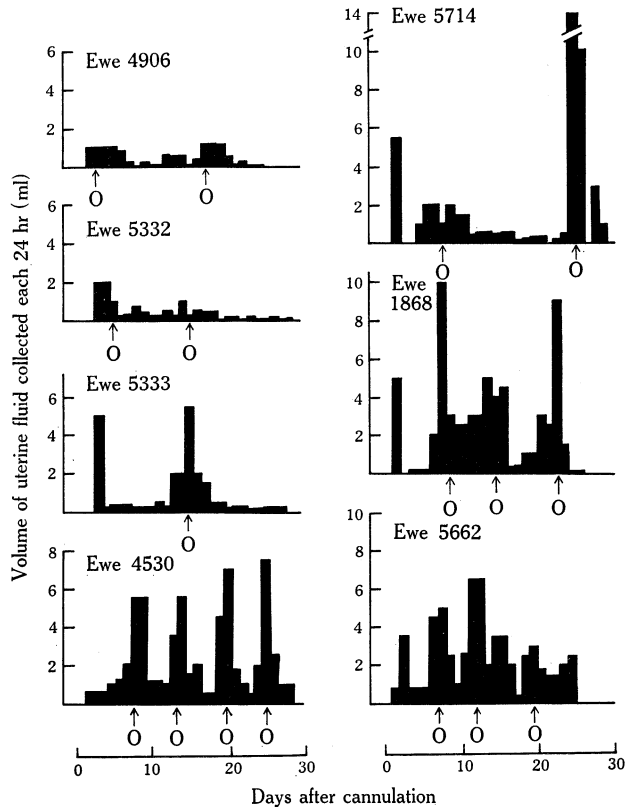 Volume of uterine fluid collected each 24 hr (ml)
Ewe 4906
6
4
2
O O
Ewe 5332
6
4
2
O O
Ewe 5333
6
4
2
O
Ewe 4530
8
6
4
2
O O O O
0 10 20 30
Ewe 5714
14
10
8
6
4
2
O O
Ewe
1868
10
8
6
4
2
O O O
Ewe 5662
10
8
6
4
2
O O O
0 10 20 30
Days after cannulation